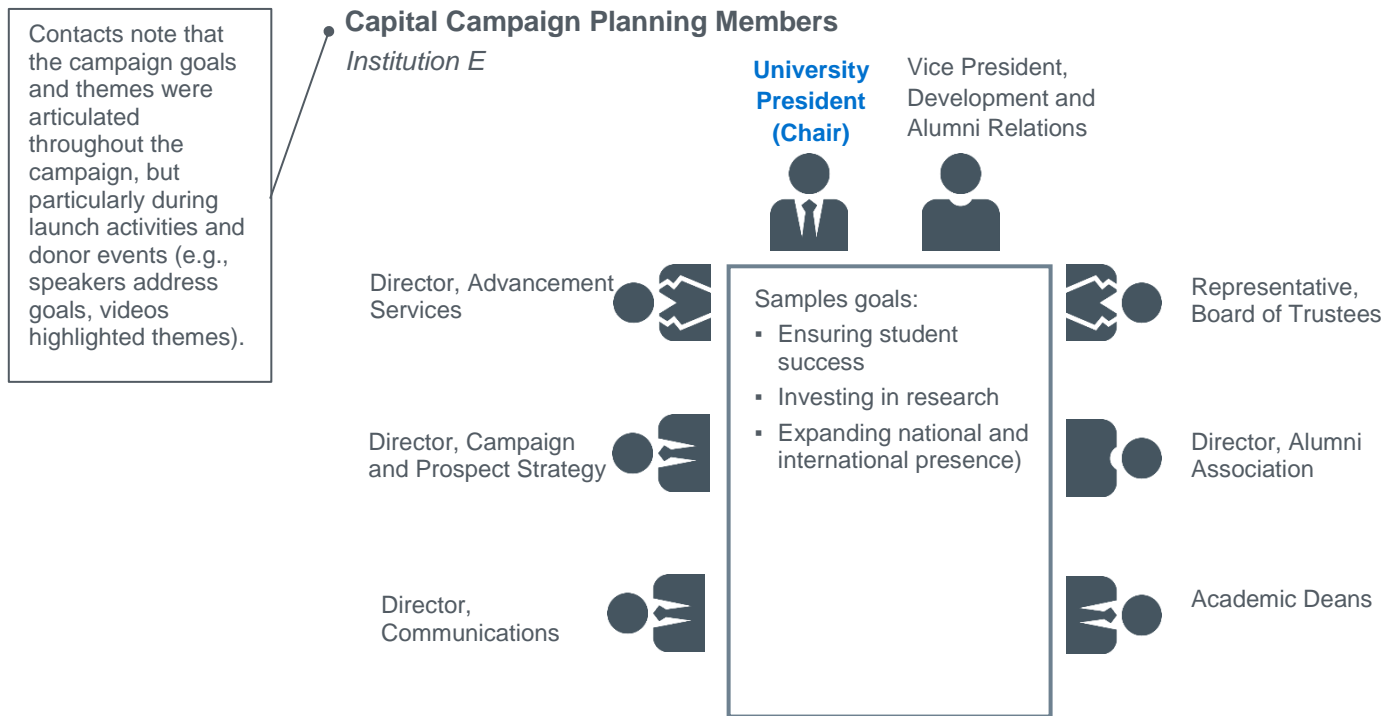 Contacts note that
the campaign goals
and themes were
articulated
throughout the
campaign, but
particularly during
launch activities and
donor events (e.g.,
speakers address
goals, videos
highlighted themes).
Capital Campaign Planning Members
Institution E
University
President
(Chair)
Vice President,
Development and
Alumni Relations
Director, Advancement
Services
Director, Campaign
and Prospect Strategy
Director,
Communications
Samples goals:
▪ Ensuring student
success
▪ Investing in research
▪ Expanding national and
international presence)
Representative,
Board of Trustees
Director, Alumni
Association
Academic Deans